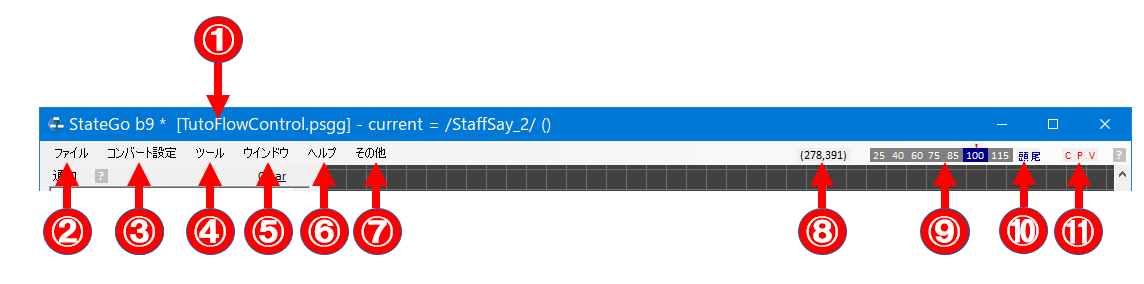 ①
StateGo b9 * [TutoFlowControl.psgg] - current = /StaffSay_2/ ()
ファイル コンバート設定 ツール ウインドウ ヘルプ その他 (278,391) 25 40 60 75 85 100 115 頭 尾 C P V ?
通知 ? Clear
② ③ ④ ⑤ ⑥ ⑦ ⑧ ⑨ ⑩ ⑪